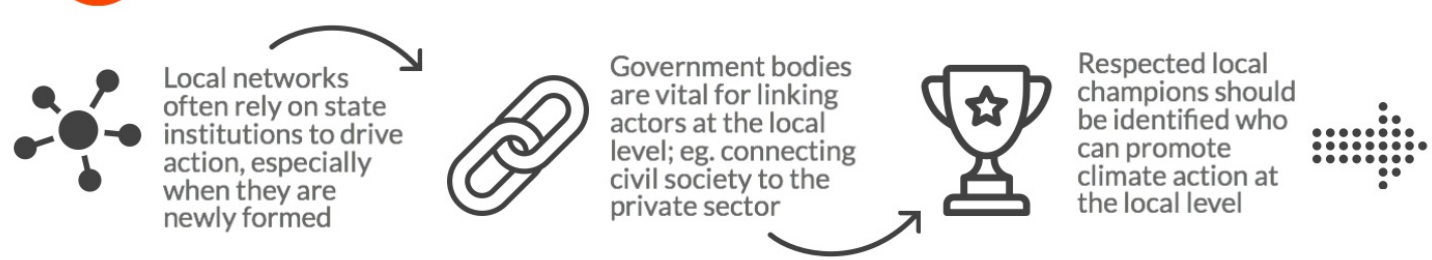 Local networks
often rely on state
institutions to drive
action, especially
when they are
newly formed
Government bodies
are vital for linking
actors at the local
level; eg. connecting
civil society to the
private sector
Respected local
champions should
be identified who
can promote
climate action at
the local level